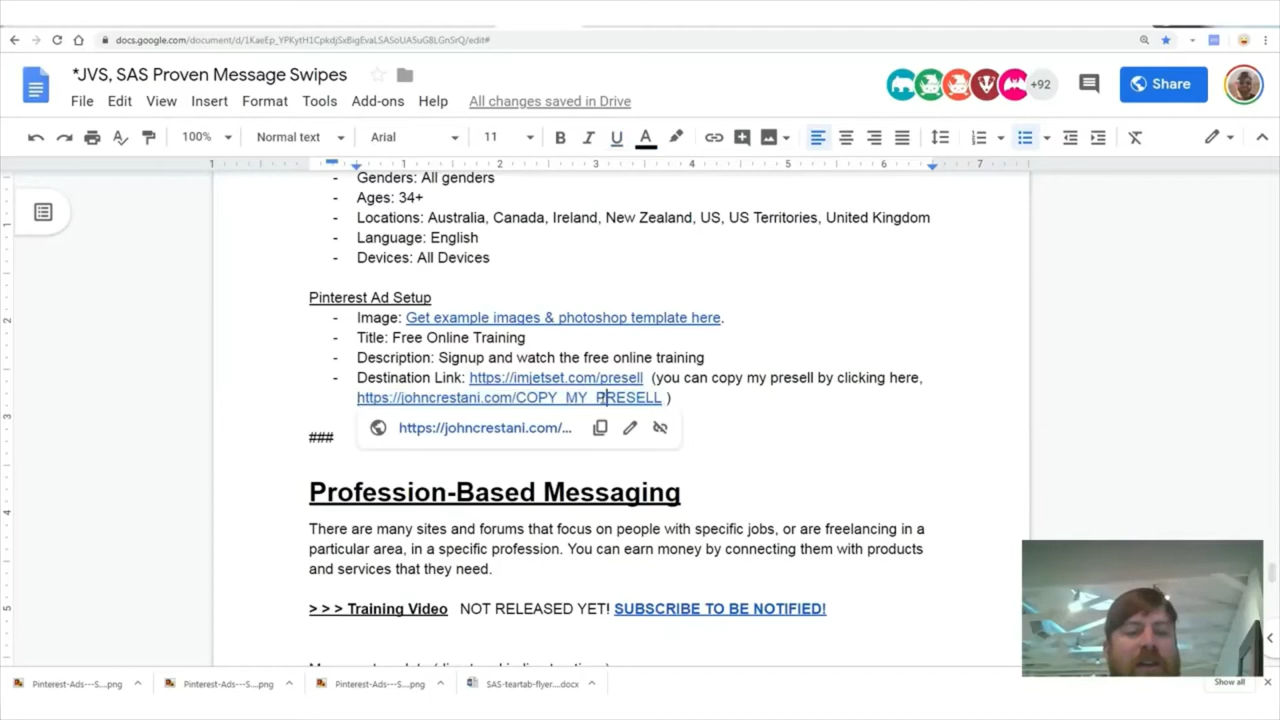 docs.google.com/document/d/1KaeEp_YPKytH1CpkdjSxBigEvaLSASoUA5uG8LGnSrQ/edit#
*JVS, SAS Proven Message Swipes
+92
Share
File Edit View Insert Format Tools Add-ons Help All changes saved in Drive
100% Normal text Arial 11
1 1 2 3 4 5 6 7
- Genders: All genders
- Ages: 34+
- Locations: Australia, Canada, Ireland, New Zealand, US, US Territories, United Kingdom
- Language: English
- Devices: All Devices
Pinterest Ad Setup
- Image: Get example images & photoshop template here.
- Title: Free Online Training
- Description: Signup and watch the free online training
- Destination Link: https://imjetset.com/presell (you can copy my presell by clicking here,
https://johncrestani.com/COPY_MY_PRESELL )
https://johncrestani.com/...
###
Profession-Based Messaging
There are many sites and forums that focus on people with specific jobs, or are freelancing in a
particular area, in a specific profession. You can earn money by connecting them with products
and services that they need.
> > > Training Video NOT RELEASED YET! SUBSCRIBE TO BE NOTIFIED!
Pinterest-Ads---S....png Pinterest-Ads---S....png Pinterest-Ads---S....png SAS-teartab-flyer....docx Show all